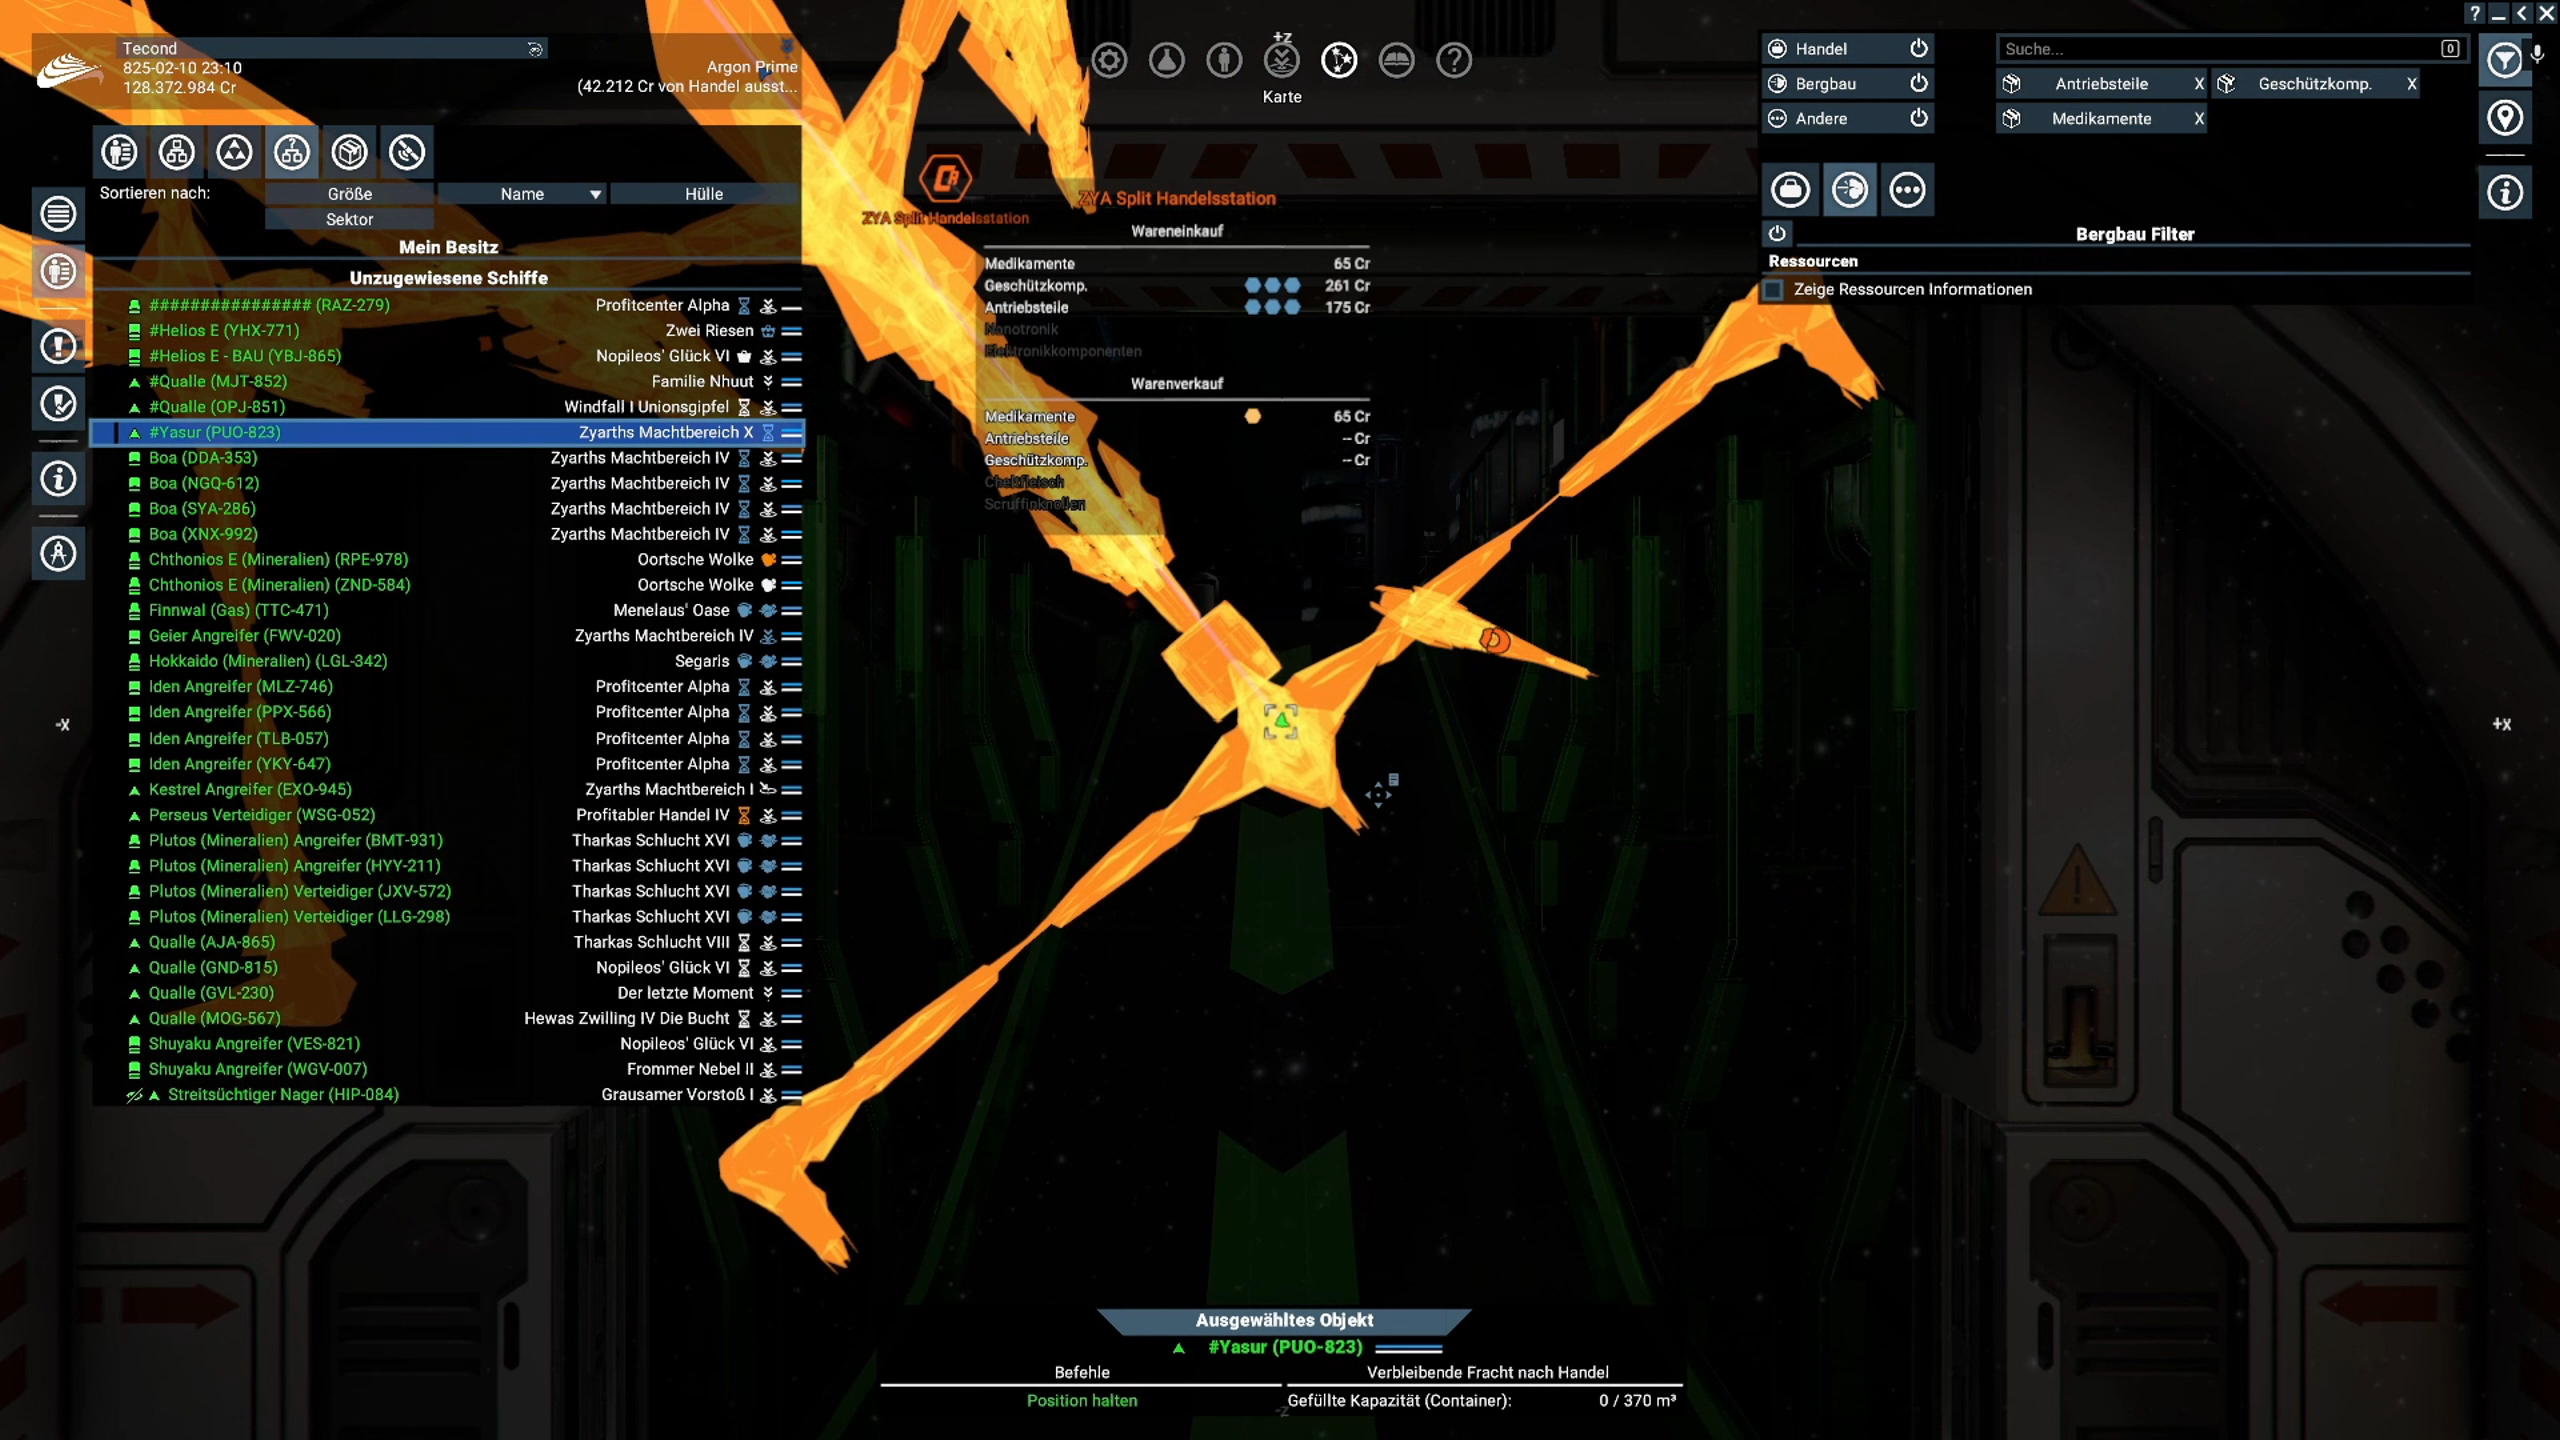 Tecond
825-02-10 23:10
128.372.984 Cr
Argon Prime
(42.212 Cr von Handel ausst...
+Z
Karte
Sortieren nach:
Größe
Name
Hülle
Sektor
Mein Besitz
Unzugewiesene Schiffe
################ (RAZ-279) Profitcenter Alpha
#Helios E (YHX-771) Zwei Riesen
#Helios E - BAU (YBJ-865) Nopileos' Glück VI
#Qualle (MJT-852) Familie Nhuut
#Qualle (OPJ-851) Windfall I Unionsgipfel
#Yasur (PUO-823) Zyarths Machtbereich X
Boa (DDA-353) Zyarths Machtbereich IV
Boa (NGQ-612) Zyarths Machtbereich IV
Boa (SYA-286) Zyarths Machtbereich IV
Boa (XNX-992) Zyarths Machtbereich IV
Chthonios E (Mineralien) (RPE-978) Oortsche Wolke
Chthonios E (Mineralien) (ZND-584) Oortsche Wolke
Finnwal (Gas) (TTC-471) Menelaus' Oase
Geier Angreifer (FWV-020) Zyarths Machtbereich IV
Hokkaido (Mineralien) (LGL-342) Segaris
Iden Angreifer (MLZ-746) Profitcenter Alpha
Iden Angreifer (PPX-566) Profitcenter Alpha
Iden Angreifer (TLB-057) Profitcenter Alpha
Iden Angreifer (YKY-647) Profitcenter Alpha
Kestrel Angreifer (EXO-945) Zyarths Machtbereich I
Perseus Verteidiger (WSG-052) Profitabler Handel IV
Plutos (Mineralien) Angreifer (BMT-931) Tharkas Schlucht XVI
Plutos (Mineralien) Angreifer (HYY-211) Tharkas Schlucht XVI
Plutos (Mineralien) Verteidiger (JXV-572) Tharkas Schlucht XVI
Plutos (Mineralien) Verteidiger (LLG-298) Tharkas Schlucht XVI
Qualle (AJA-865) Tharkas Schlucht VIII
Qualle (GND-815) Nopileos' Glück VI
Qualle (GVL-230) Der letzte Moment
Qualle (MOG-567) Hewas Zwilling IV Die Bucht
Shuyaku Angreifer (VES-821) Nopileos' Glück VI
Shuyaku Angreifer (WGV-007) Frommer Nebel II
Streitsüchtiger Nager (HIP-084) Grausamer Vorstoß I
-X
ZYA Split Handelsstation
ZYA Split Handelsstation
Wareneinkauf
Medikamente 65 Cr
Geschützkomp. 261 Cr
Antriebsteile 175 Cr
Nanotronik
Elektronikkomponenten
Warenverkauf
Medikamente 65 Cr
Antriebsteile -- Cr
Geschützkomp. -- Cr
Cheltfleisch
Scruffinknollen
Handel
Bergbau
Andere
Suche...
0
Antriebsteile X
Geschützkomp. X
Medikamente X
Bergbau Filter
Ressourcen
Zeige Ressourcen Informationen
+X
Ausgewähltes Objekt
#Yasur (PUO-823)
Befehle
Verbleibende Fracht nach Handel
Position halten
Gefüllte Kapazität (Container): 0 / 370 m³
-Z